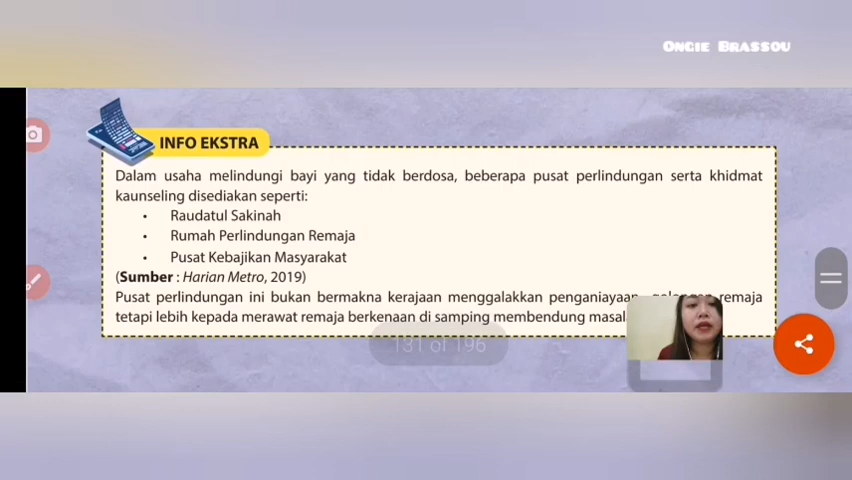 Ongie Brassou
INFO EKSTRA
Dalam usaha melindungi bayi yang tidak berdosa, beberapa pusat perlindungan serta khidmat
kaunseling disediakan seperti:
• Raudatul Sakinah
• Rumah Perlindungan Remaja
• Pusat Kebajikan Masyarakat
(Sumber : Harian Metro, 2019)
Pusat perlindungan ini bukan bermakna kerajaan menggalakkan penganiayaan golongan remaja
tetapi lebih kepada merawat remaja berkenaan di samping membendung
131 of 196